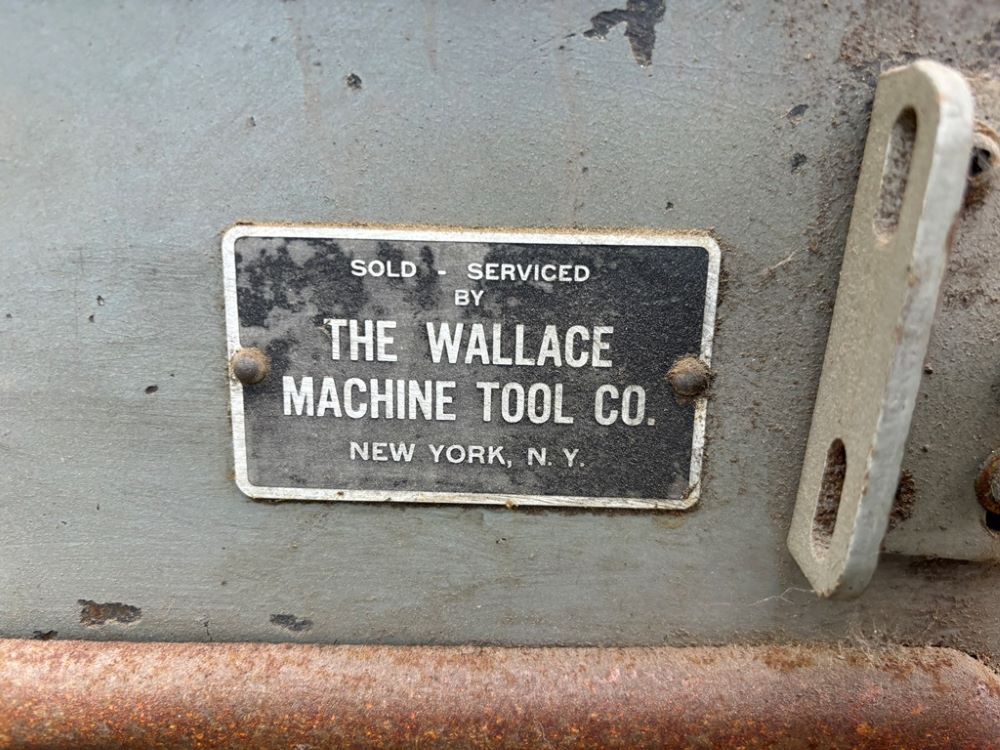 SOLD - SERVICED
BY
THE WALLACE
MACHINE TOOL CO.
NEW YORK, N. Y.